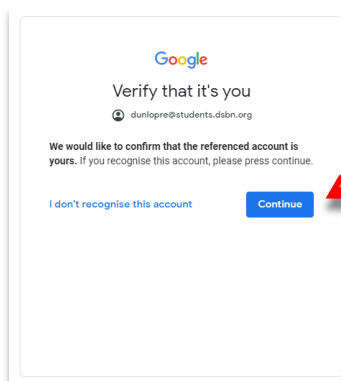 Google
Verify that it's you
dunlopre@students.dsbn.org
We would like to confirm that the referenced account is
yours. If you recognise this account, please press continue.
I don't recognise this account
Continue